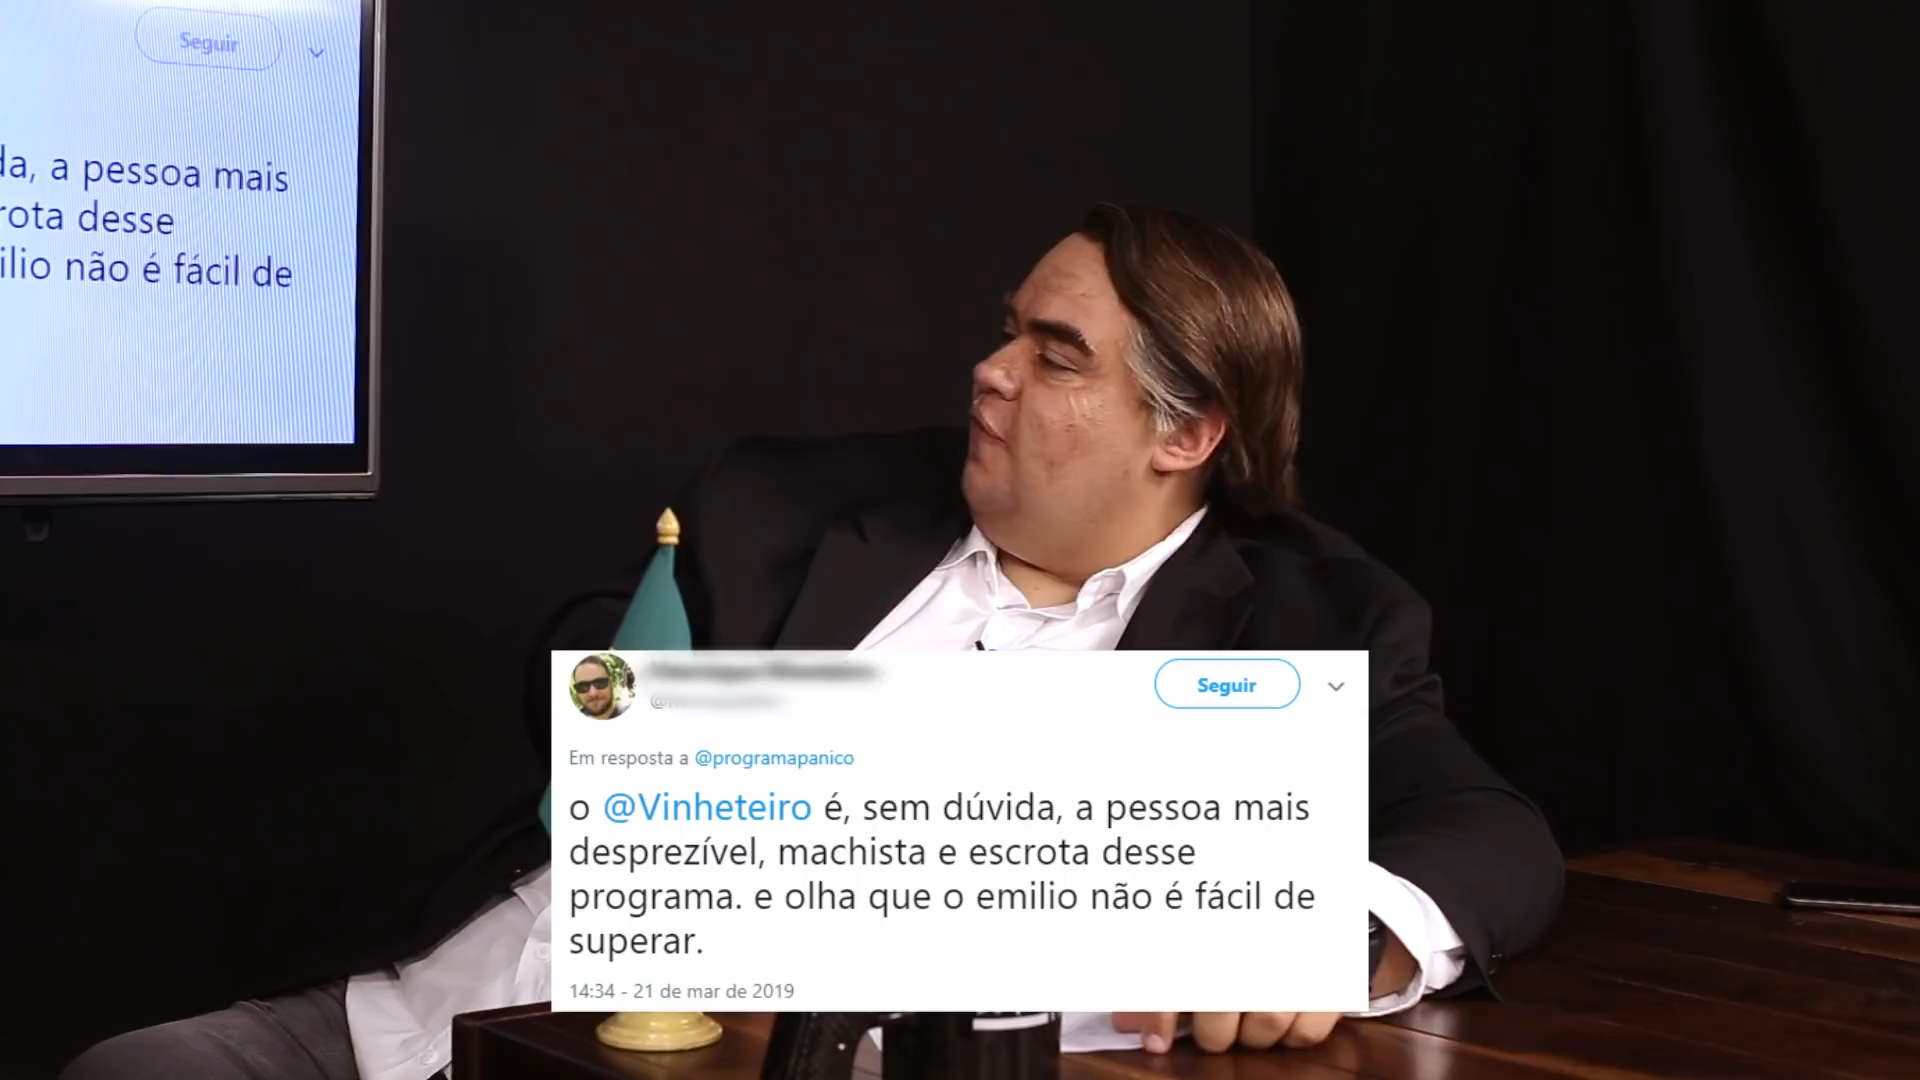 Seguir
da, a pessoa mais
rota desse
ilio não é fácil de
Seguir
Em resposta a @programapanico
o @Vinheteiro é, sem dúvida, a pessoa mais
desprezível, machista e escrota desse
programa. e olha que o emilio não é fácil de
superar.
14:34 - 21 de mar de 2019